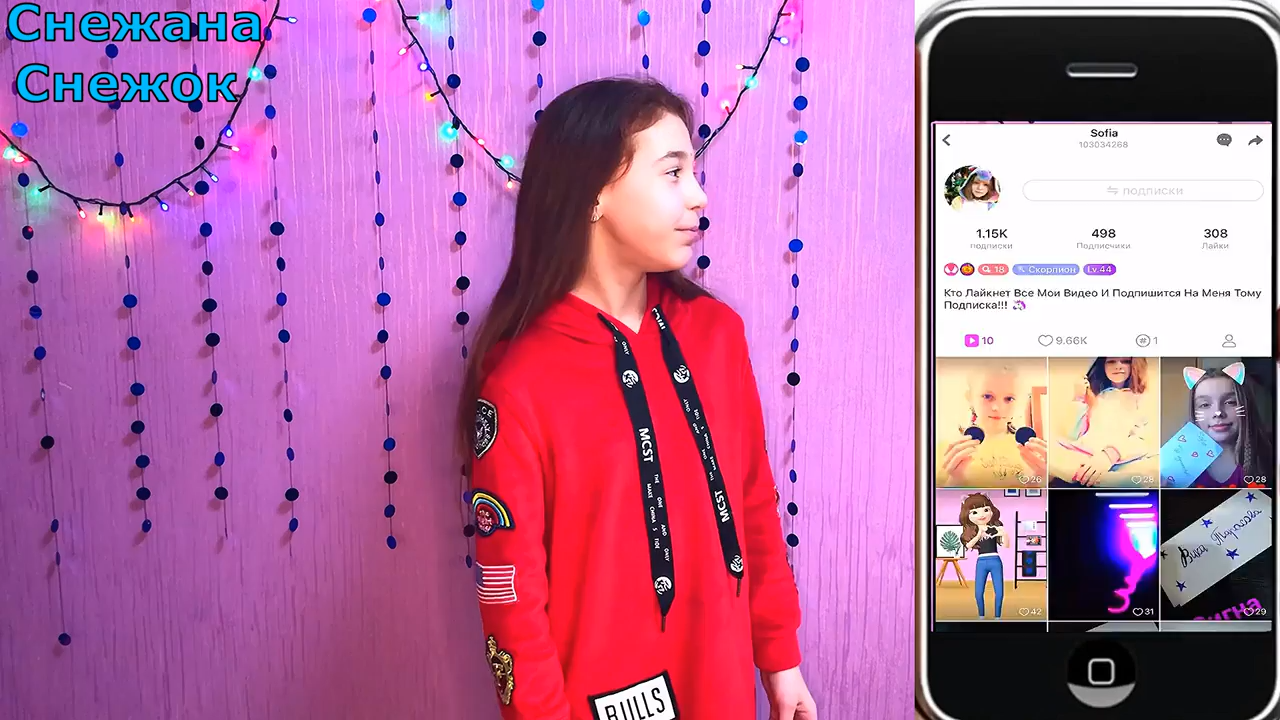 Снежана
Снежок
Sofia
103034268
подписки
1.15K
498
308
подписки
Подписчики
Лайки
18
Скорпион
Lv.44
Кто Лайкнет Все Мои Видео И Подпишится На Меня Тому
Подписка!!!
10
9.66K
1
26
28
28
42
31
29
MCST
MCST
BULLS